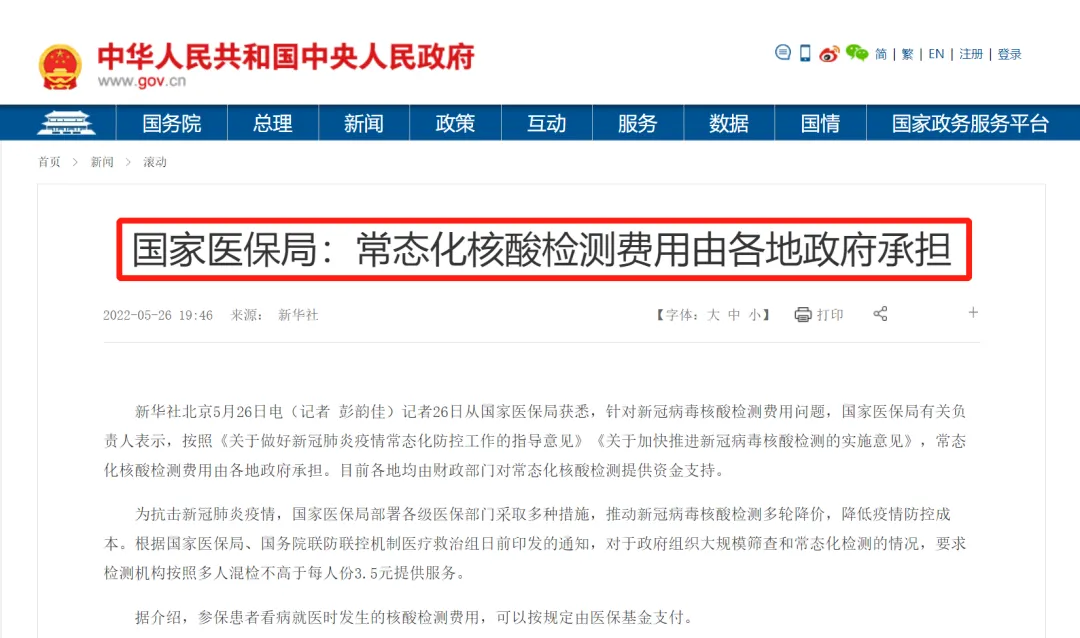 中华人民共和国中央人民政府
www.gov.cn
简 | 繁 | EN | 注册 | 登录
国务院 总理 新闻 政策 互动 服务 数据 国情 国家政务服务平台
首页 > 新闻 > 滚动
国家医保局：常态化核酸检测费用由各地政府承担
2022-05-26 19:46 来源： 新华社 【字体：大 中 小】 打印 +
新华社北京5月26日电（记者 彭韵佳）记者26日从国家医保局获悉，针对新冠病毒核酸检测费用问题，国家医保局有关负
责人表示，按照《关于做好新冠肺炎疫情常态化防控工作的指导意见》《关于加快推进新冠病毒核酸检测的实施意见》，常态
化核酸检测费用由各地政府承担。目前各地均由财政部门对常态化核酸检测提供资金支持。
为抗击新冠肺炎疫情，国家医保局部署各级医保部门采取多种措施，推动新冠病毒核酸检测多轮降价，降低疫情防控成
本。根据国家医保局、国务院联防联控机制医疗救治组日前印发的通知，对于政府组织大规模筛查和常态化检测的情况，要求
检测机构按照多人混检不高于每人份3.5元提供服务。
据介绍，参保患者看病就医时发生的核酸检测费用，可以按规定由医保基金支付。